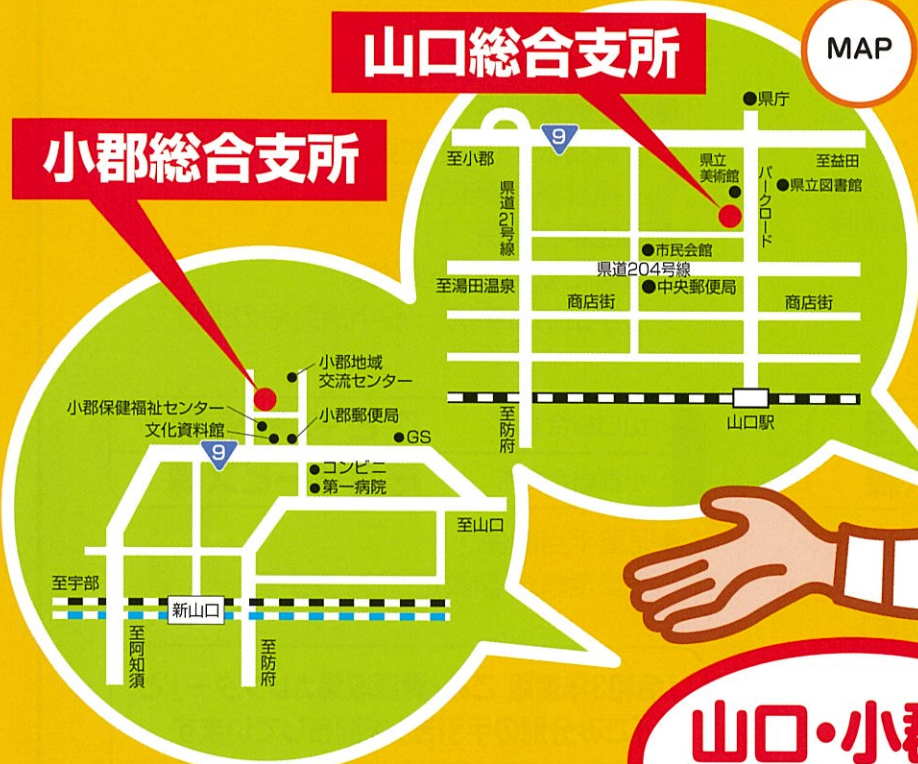 山口総合支所
MAP
小郡総合支所
県庁
9
至小郡
至益田
県立
美術館
パークロード
県立図書館
県道21号線
市民会館
県道204号線
至湯田温泉
中央郵便局
商店街
商店街
至防府
山口駅
小郡地域
交流センター
小郡保健福祉センター
文化資料館
小郡郵便局
9
GS
コンビニ
第一病院
至山口
至宇部
新山口
至阿知須
至防府